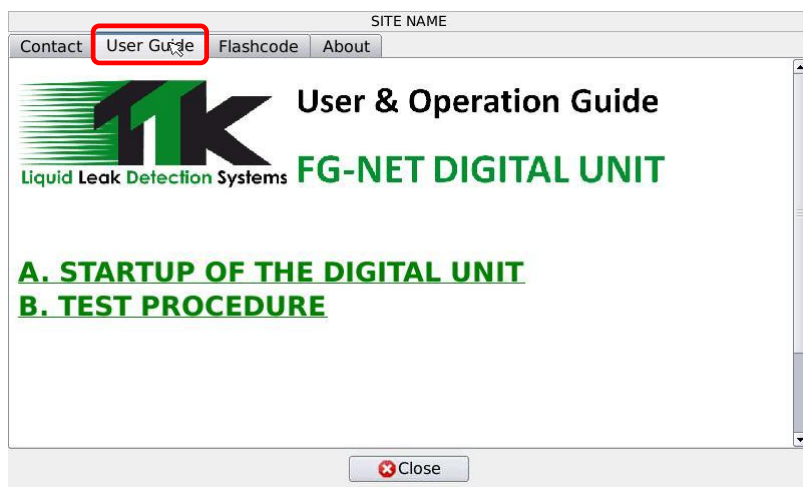 SITE NAME
Contact User Guide Flashcode About
TTK
Liquid Leak Detection Systems
User & Operation Guide
FG-NET DIGITAL UNIT
A. STARTUP OF THE DIGITAL UNIT
B. TEST PROCEDURE
Close